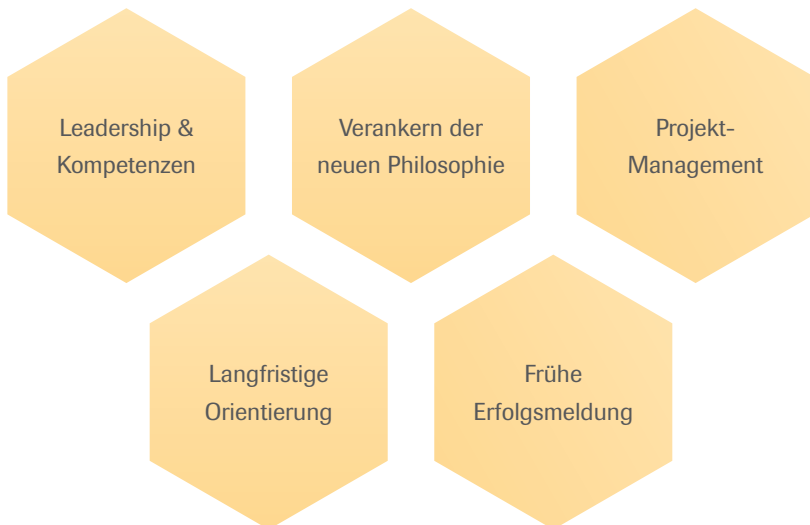 Leadership &
Kompetenzen
Verankern der
neuen Philosophie
Projekt-
Management
Langfristige
Orientierung
Frühe
Erfolgsmeldung